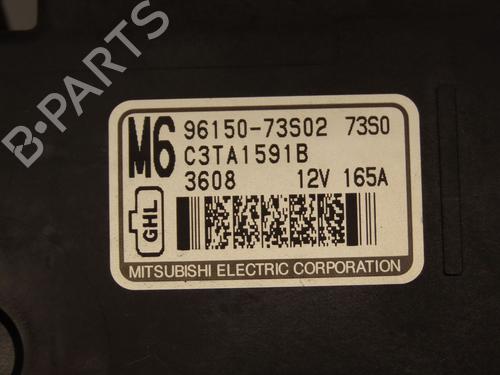 B-PARTS
M6 96150-73S02 73S0
C3TA1591B
3608 12V 165A
GHL
MITSUBISHI ELECTRIC CORPORATION